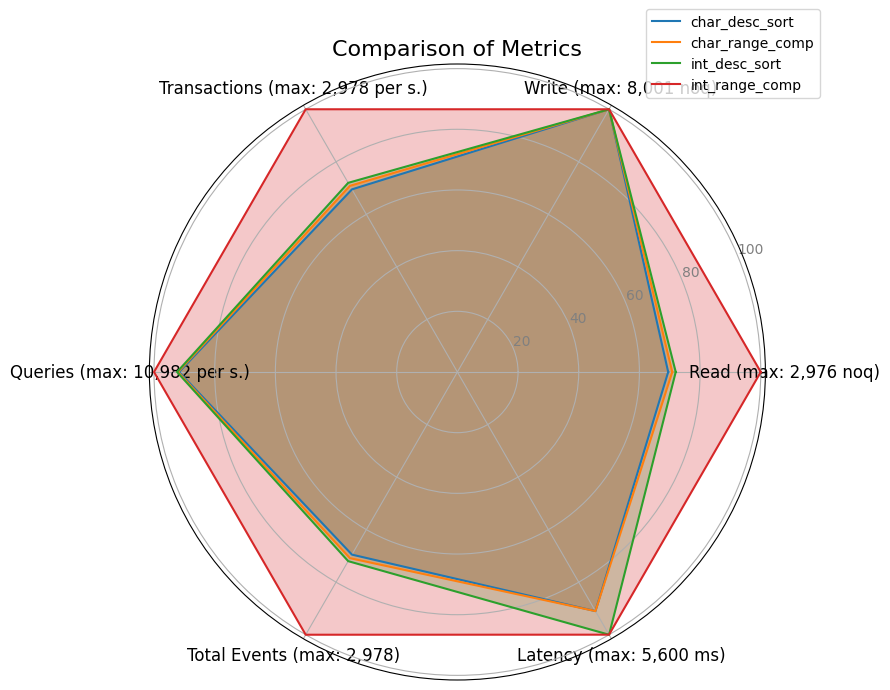 char_desc_sort
char_range_comp
int_desc_sort
int_range_comp
Comparison of Metrics
Transactions (max: 2,978 per s.)
Write (max: 8,001 noq)
100
80
60
40
20
Queries (max: 10,982 per s.)
Read (max: 2,976 noq)
Total Events (max: 2,978)
Latency (max: 5,600 ms)